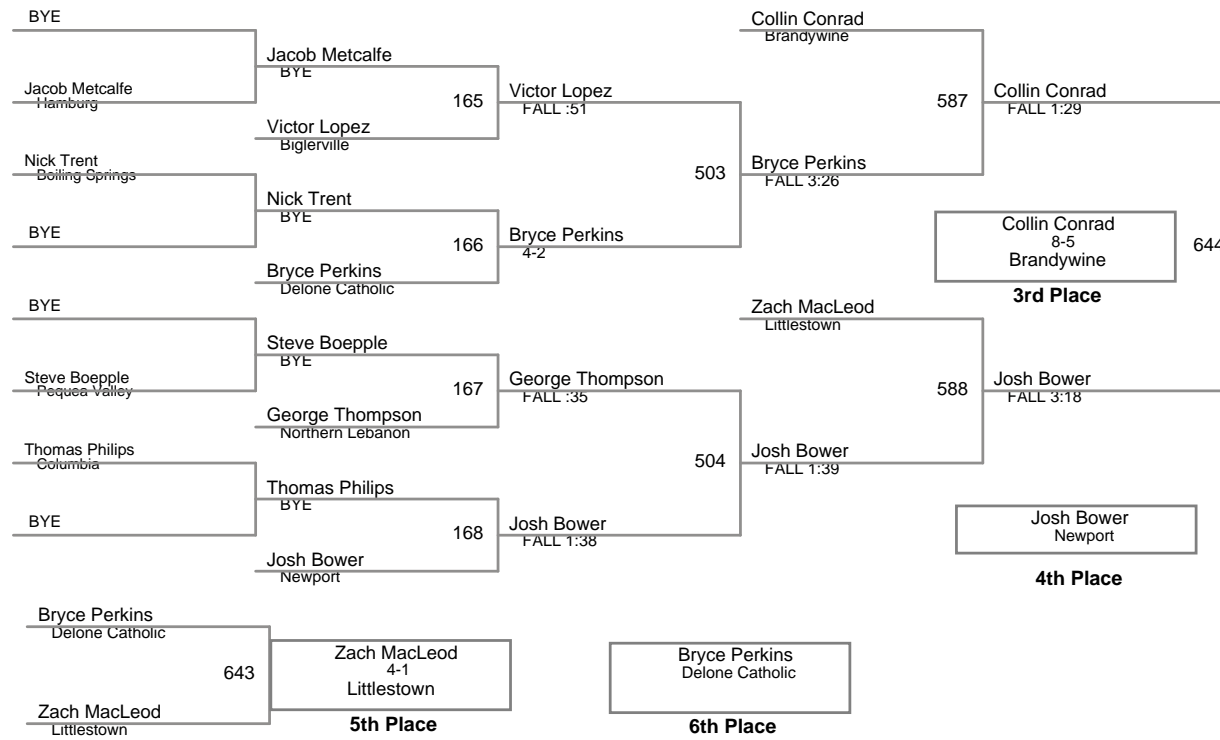 BYE
Collin Conrad
Brandywine
Jacob Metcalfe
BYE
Jacob Metcalfe
Hamburg
165
Victor Lopez
FALL :51
587
Collin Conrad
FALL 1:29
Victor Lopez
Biglerville
Nick Trent
Boiling Springs
503
Bryce Perkins
FALL 3:26
Nick Trent
BYE
BYE
166
Bryce Perkins
4-2
Collin Conrad
8-5
Brandywine
644
3rd Place
Bryce Perkins
Delone Catholic
BYE
Zach MacLeod
Littlestown
Steve Boepple
BYE
Steve Boepple
Pequea Valley
167
George Thompson
FALL :35
588
Josh Bower
FALL 3:18
George Thompson
Northern Lebanon
Thomas Philips
Columbia
504
Josh Bower
FALL 1:39
Thomas Philips
BYE
BYE
168
Josh Bower
FALL 1:38
Josh Bower
Newport
4th Place
Josh Bower
Newport
Bryce Perkins
Delone Catholic
643
Zach MacLeod
4-1
Littlestown
5th Place
Bryce Perkins
Delone Catholic
6th Place
Zach MacLeod
Littlestown